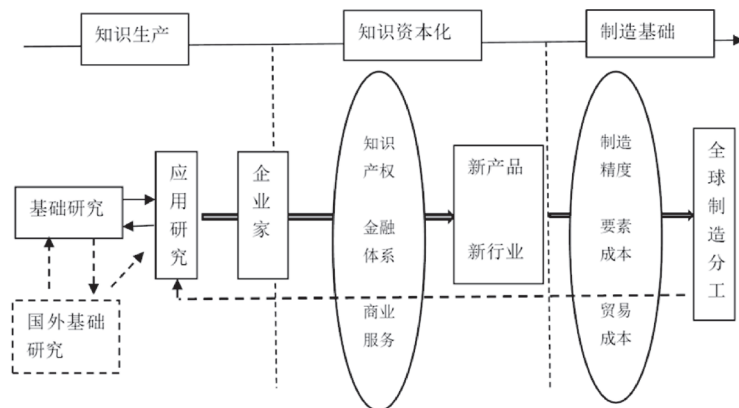 知识生产
知识资本化
制造基础
基础研究
国外基础
研究
应用研究
企业家
知识
产权
金融
体系
商业
服务
新产品
新行业
制造
精度
要素
成本
贸易
成本
全球制造分工